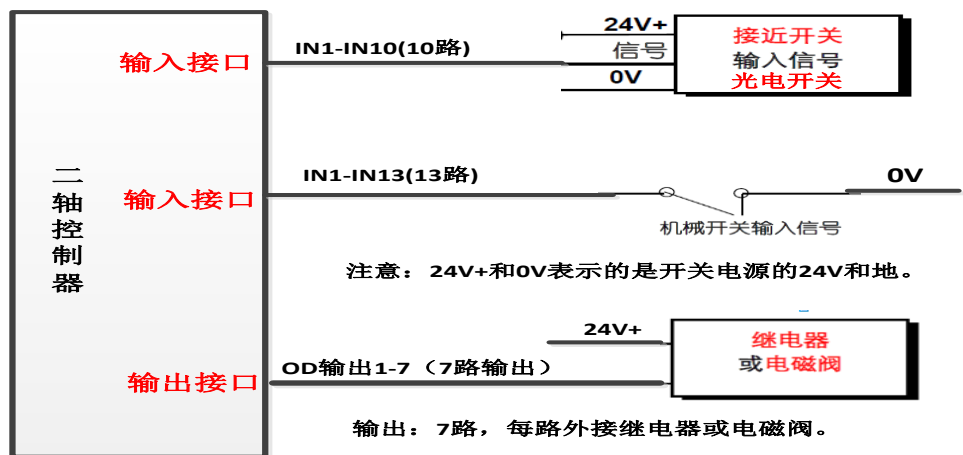 二轴控制器
输入接口
IN1-IN10(10路)
24V+
信号
0V
接近开关
输入信号
光电开关
输入接口
IN1-IN13(13路)
0V
机械开关输入信号
注意：24V+和0V表示的是开关电源的24V和地。
输出接口
OD输出1-7（7路输出）
24V+
继电器
或电磁阀
输出：7路，每路外接继电器或电磁阀。